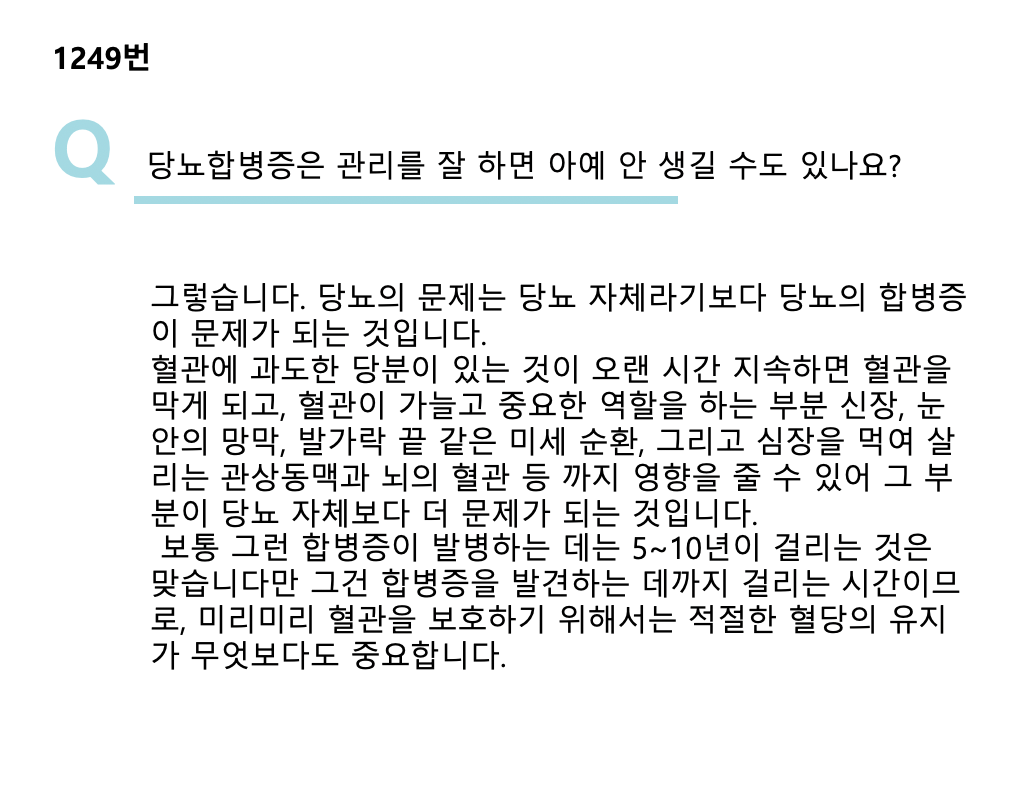 1249번
Q 당뇨합병증은 관리를 잘 하면 아예 안 생길 수도 있나요?
그렇습니다. 당뇨의 문제는 당뇨 자체라기보다 당뇨의 합병증
이 문제가 되는 것입니다.
혈관에 과도한 당분이 있는 것이 오랜 시간 지속하면 혈관을
막게 되고, 혈관이 가늘고 중요한 역할을 하는 부분 신장, 눈
안의 망막, 발가락 끝 같은 미세 순환, 그리고 심장을 먹여 살
리는 관상동맥과 뇌의 혈관 등 까지 영향을 줄 수 있어 그 부
분이 당뇨 자체보다 더 문제가 되는 것입니다.
보통 그런 합병증이 발병하는 데는 5~10년이 걸리는 것은
맞습니다만 그건 합병증을 발견하는 데까지 걸리는 시간이므
로, 미리미리 혈관을 보호하기 위해서는 적절한 혈당의 유지
가 무엇보다도 중요합니다.